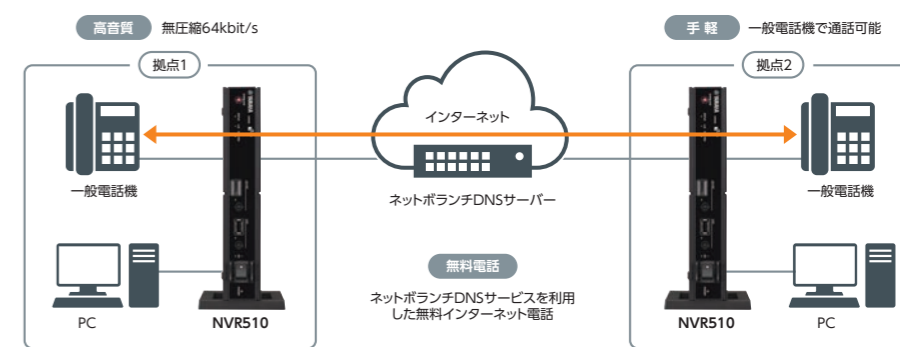 高音質 無圧縮64kbit/s
手軽 一般電話機で通話可能
拠点1
拠点2
インターネット
一般電話機
ネットボランチDNSサーバー
一般電話機
無料電話
ネットボランチDNSサービスを利用
した無料インターネット電話
PC
NVR510
NVR510
PC